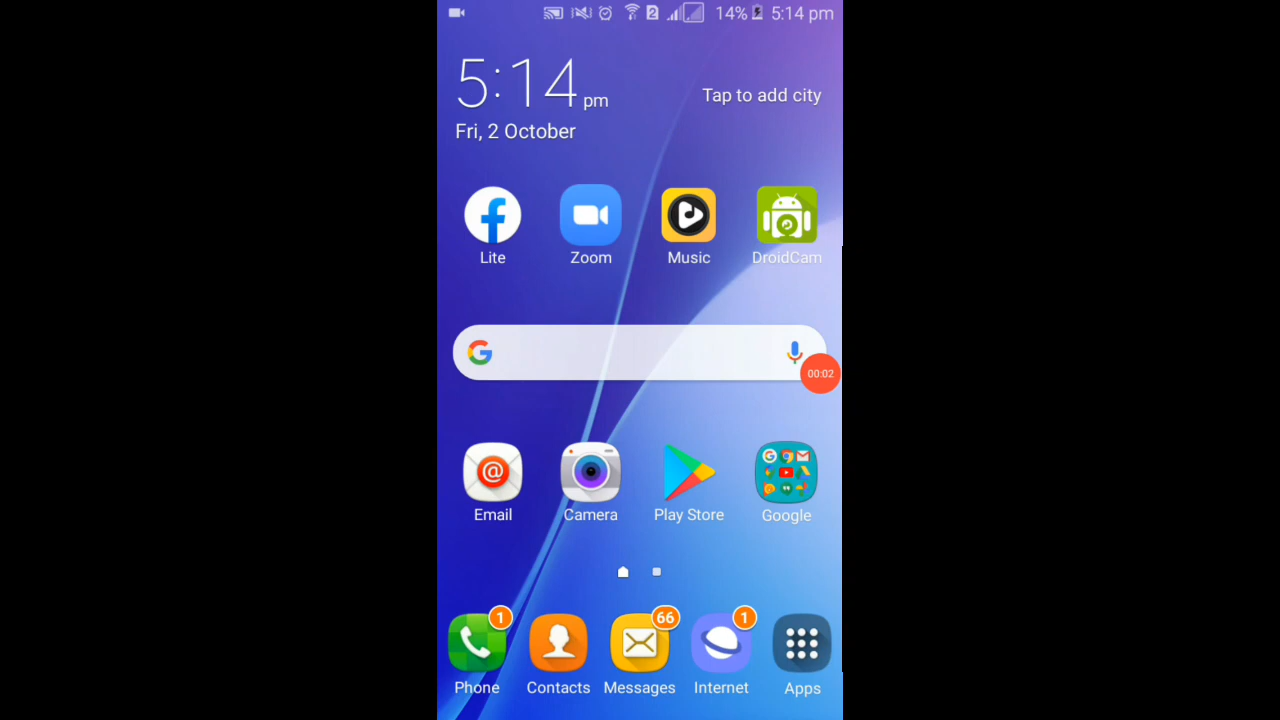 2 14% 5:14 pm
5:14 pm
Tap to add city
Fri, 2 October
Lite Zoom Music DroidCam
00:02
Email Camera Play Store Google
1 66 1
Phone Contacts Messages Internet Apps